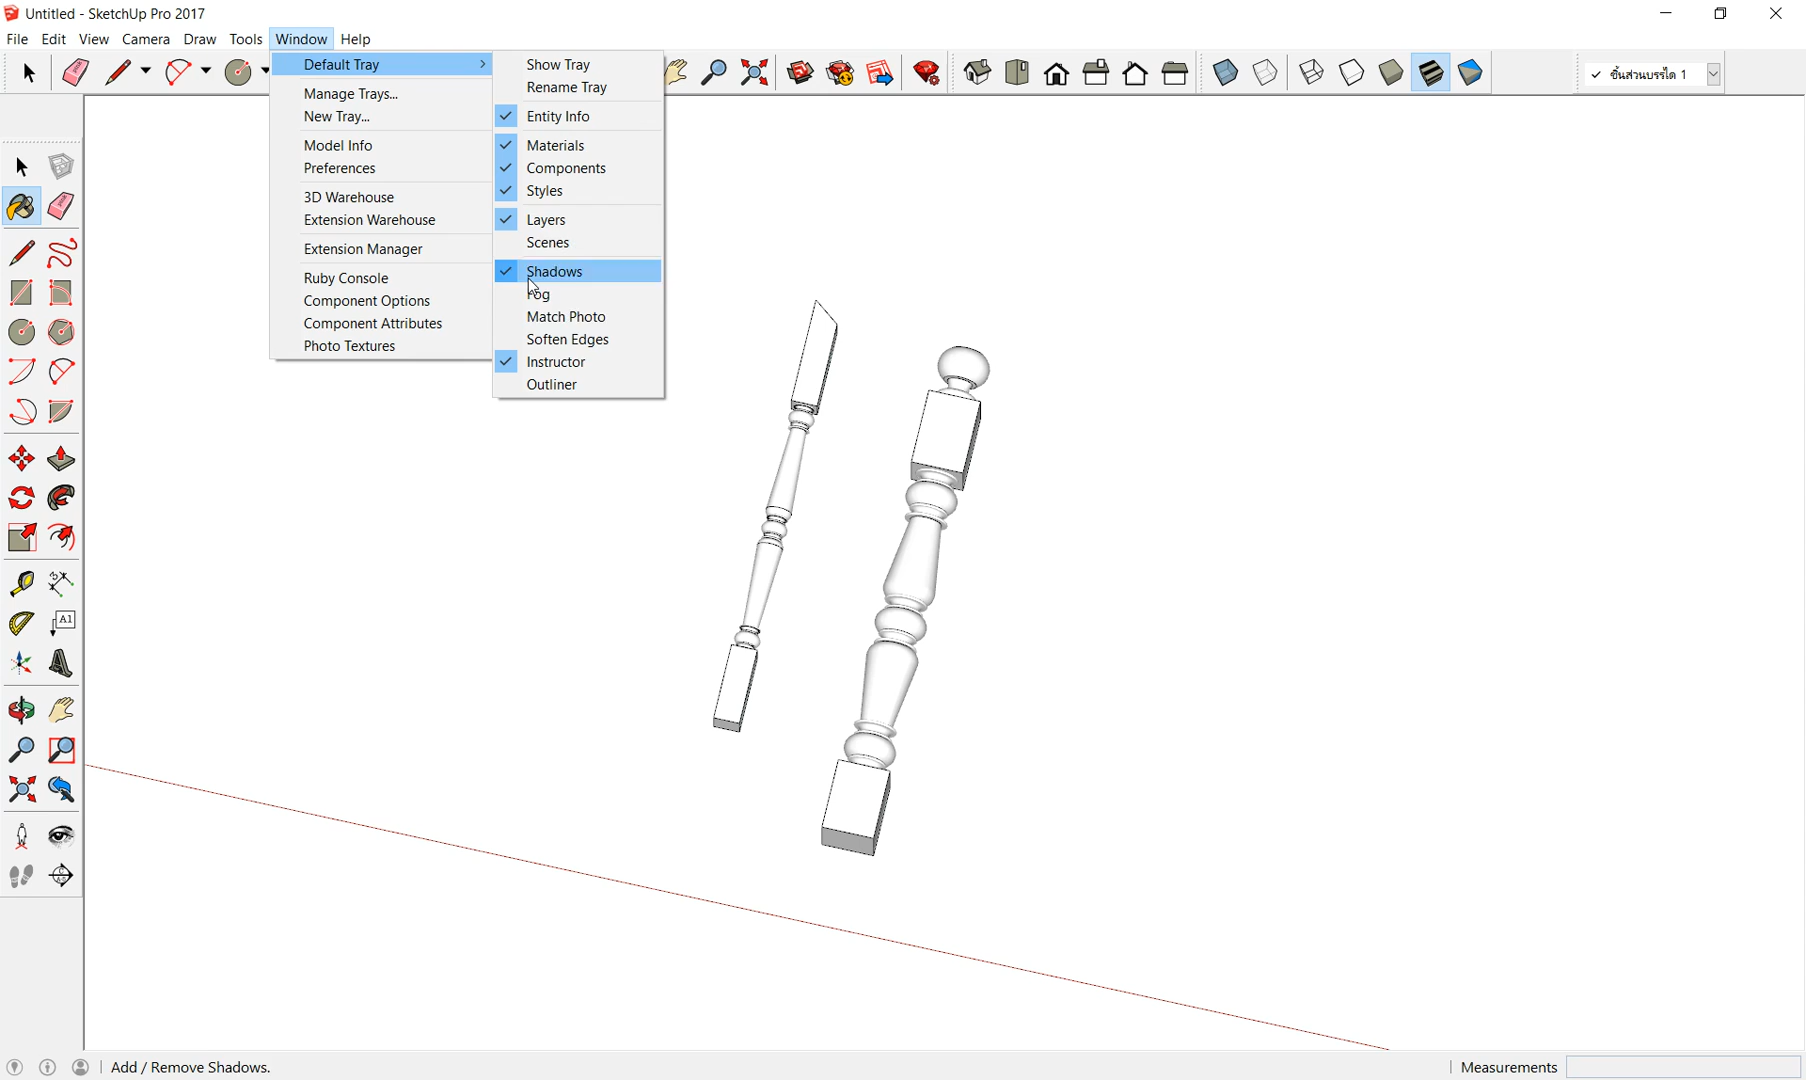 Untitled - SketchUp Pro 2017
File Edit View Camera Draw Tools Window Help
ชิ้นส่วนบรรได 1
Default Tray
Manage Trays...
New Tray...
Model Info
Preferences
3D Warehouse
Extension Warehouse
Extension Manager
Ruby Console
Component Options
Component Attributes
Photo Textures
Show Tray
Rename Tray
Entity Info
Materials
Components
Styles
Layers
Scenes
Shadows
Fog
Match Photo
Soften Edges
Instructor
Outliner
A1
Add / Remove Shadows.
Measurements